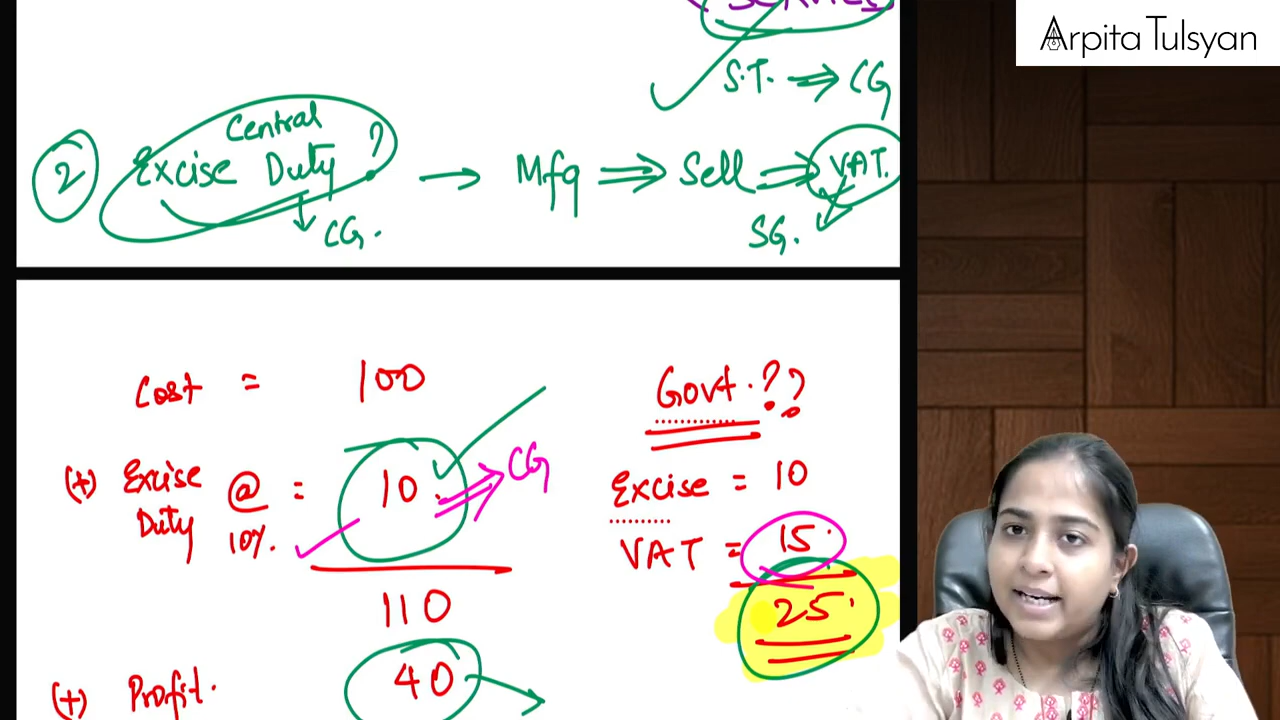 Arpita Tulsyan
S.T. ⇒ CG
② Central
Excise Duty ? → Mfg ⇒ Sell ⇒ VAT.
↓ CG. SG.
Cost = 100
(+) Excise Duty @ 10%. = 10. ⇒ CG
110
(+) Profit. 40 →
Govt. ??
Excise = 10
VAT = 15.
25.